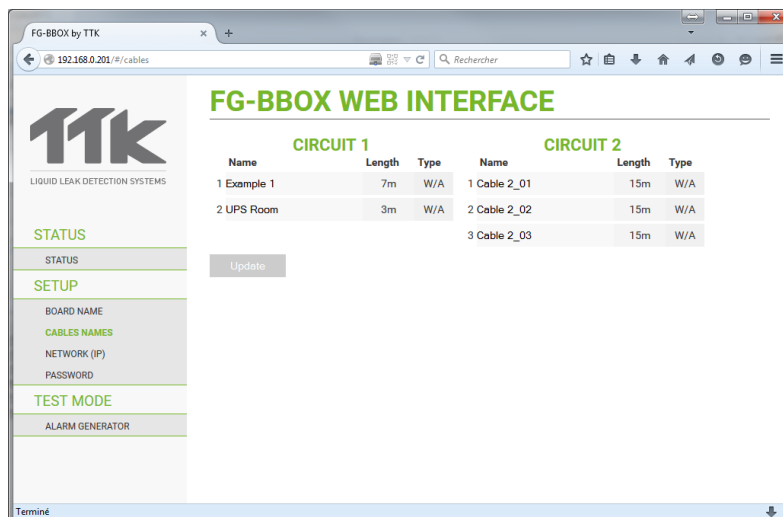 FG-BBOX by TTK
192.168.0.201/#/cables
Rechercher
TTK
LIQUID LEAK DETECTION SYSTEMS
FG-BBOX WEB INTERFACE
CIRCUIT 1
Name Length Type
1 Example 1 7m W/A
2 UPS Room 3m W/A
CIRCUIT 2
Name Length Type
1 Cable 2_01 15m W/A
2 Cable 2_02 15m W/A
3 Cable 2_03 15m W/A
Update
STATUS
STATUS
SETUP
BOARD NAME
CABLES NAMES
NETWORK (IP)
PASSWORD
TEST MODE
ALARM GENERATOR
Terminé